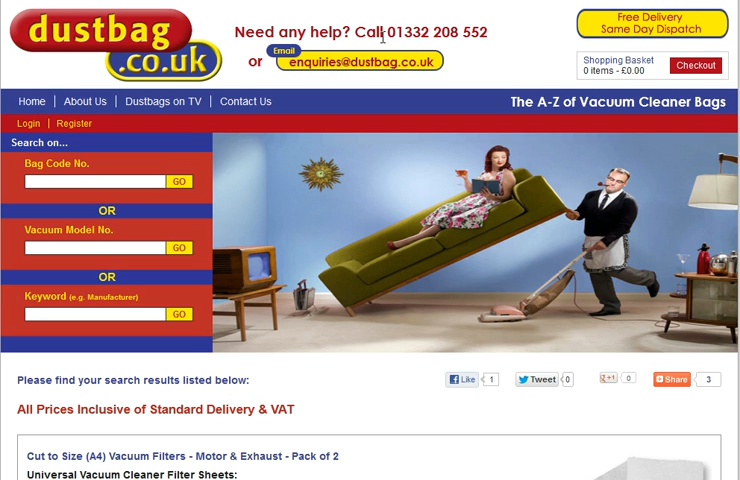 dustbag
.co.uk
Need any help? Call 01332 208 552
or
Email
enquiries@dustbag.co.uk
Free Delivery
Same Day Dispatch
Shopping Basket
0 items - £0.00
Checkout
Home
About Us
Dustbags on TV
Contact Us
The A-Z of Vacuum Cleaner Bags
Login
Register
Search on...
Bag Code No.
GO
OR
Vacuum Model No.
GO
OR
Keyword (e.g. Manufacturer)
GO
Please find your search results listed below:
Like 1
Tweet 0
+1 0
Share 3
All Prices Inclusive of Standard Delivery & VAT
Cut to Size (A4) Vacuum Filters - Motor & Exhaust - Pack of 2
Universal Vacuum Cleaner Filter Sheets: